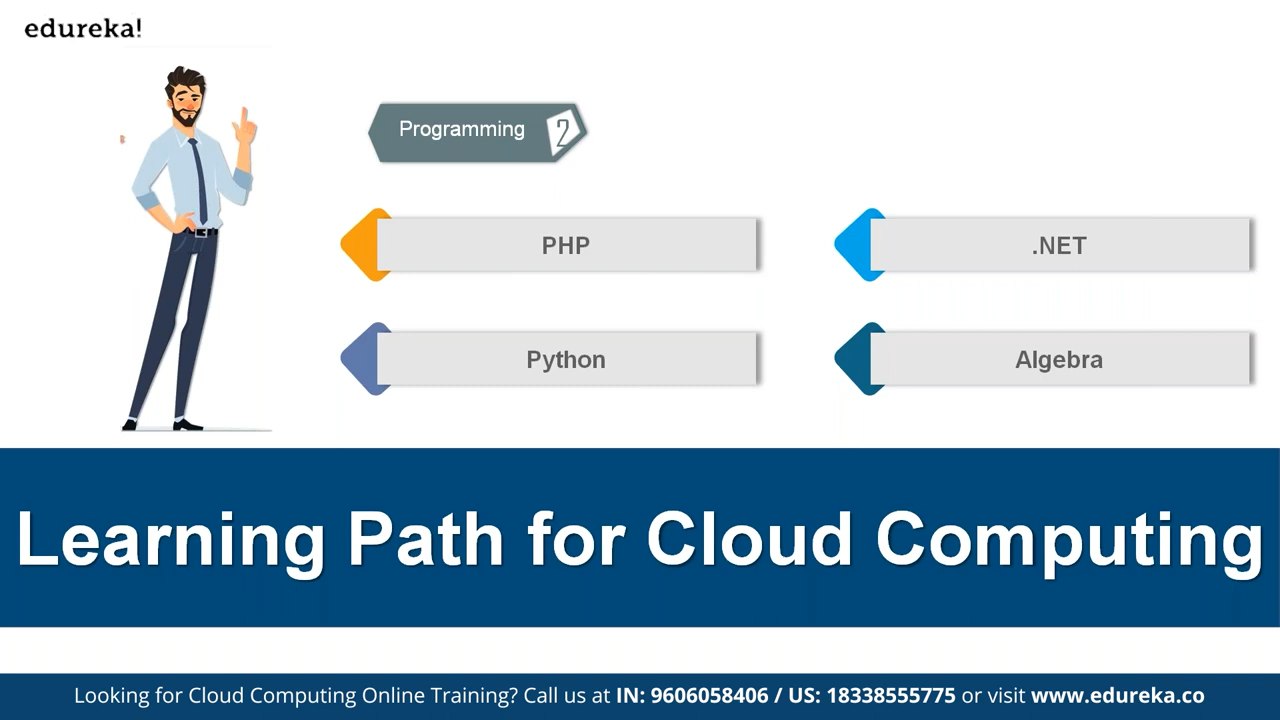 edureka!
Programming 2
PHP
.NET
Python
Algebra
Learning Path for Cloud Computing
Looking for Cloud Computing Online Training? Call us at IN: 9606058406 / US: 18338555775 or visit www.edureka.co